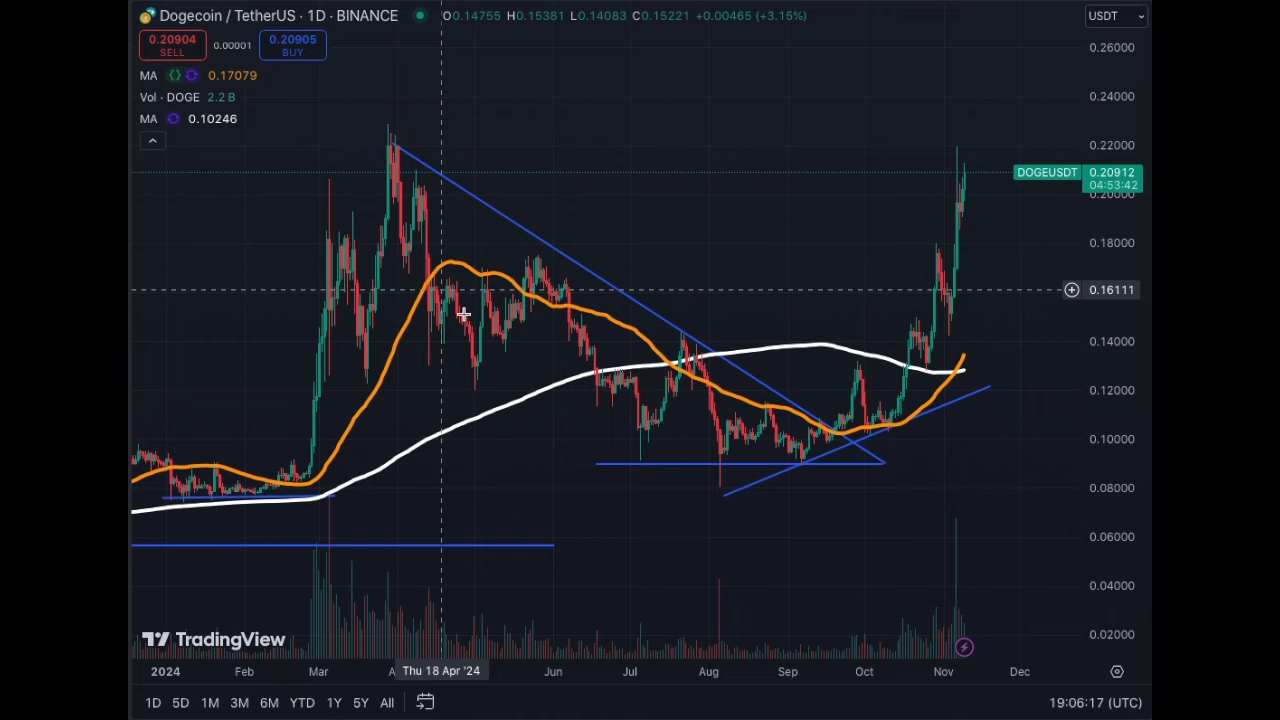 Dogecoin / TetherUS · 1D · BINANCE O0.14755 H0.15381 L0.14083 C0.15221 +0.00465 (+3.15%) USDT
0.20904 SELL 0.00001 0.20905 BUY
MA 0.17079
Vol · DOGE 2.2 B
MA 0.10246
0.26000
0.24000
0.22000
DOGEUSDT 0.20912
04:53:42
0.20000
0.18000
0.16111
0.14000
0.12000
0.10000
0.08000
0.06000
0.04000
0.02000
TradingView
2024 Feb Mar A Thu 18 Apr '24 Jun Jul Aug Sep Oct Nov Dec
1D 5D 1M 3M 6M YTD 1Y 5Y All 19:06:17 (UTC)